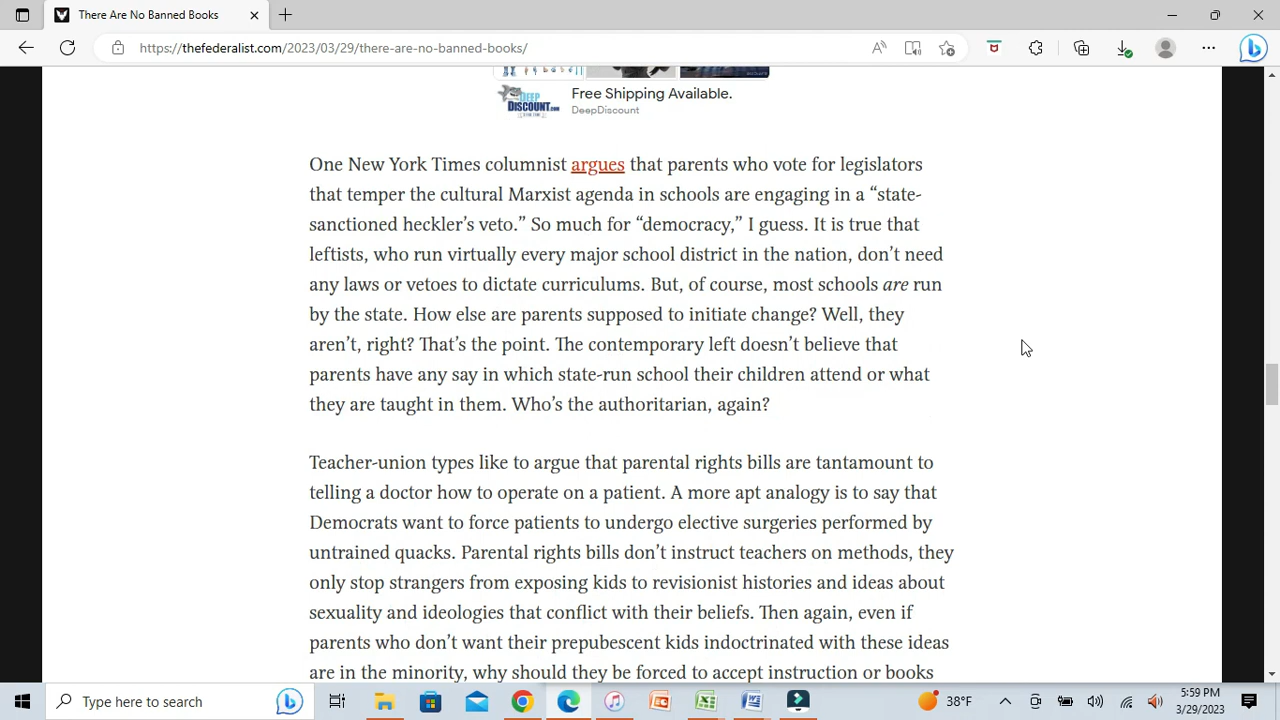 There Are No Banned Books
https://thefederalist.com/2023/03/29/there-are-no-banned-books/
DEEP
DISCOUNT.COM
Free Shipping Available.
DeepDiscount
One New York Times columnist argues that parents who vote for legislators
that temper the cultural Marxist agenda in schools are engaging in a “state-
sanctioned heckler’s veto.” So much for “democracy,” I guess. It is true that
leftists, who run virtually every major school district in the nation, don’t need
any laws or vetoes to dictate curriculums. But, of course, most schools are run
by the state. How else are parents supposed to initiate change? Well, they
aren’t, right? That’s the point. The contemporary left doesn’t believe that
parents have any say in which state-run school their children attend or what
they are taught in them. Who’s the authoritarian, again?
Teacher-union types like to argue that parental rights bills are tantamount to
telling a doctor how to operate on a patient. A more apt analogy is to say that
Democrats want to force patients to undergo elective surgeries performed by
untrained quacks. Parental rights bills don’t instruct teachers on methods, they
only stop strangers from exposing kids to revisionist histories and ideas about
sexuality and ideologies that conflict with their beliefs. Then again, even if
parents who don’t want their prepubescent kids indoctrinated with these ideas
are in the minority, why should they be forced to accept instruction or books
Type here to search
38°F
3:59 PM
3/29/2023